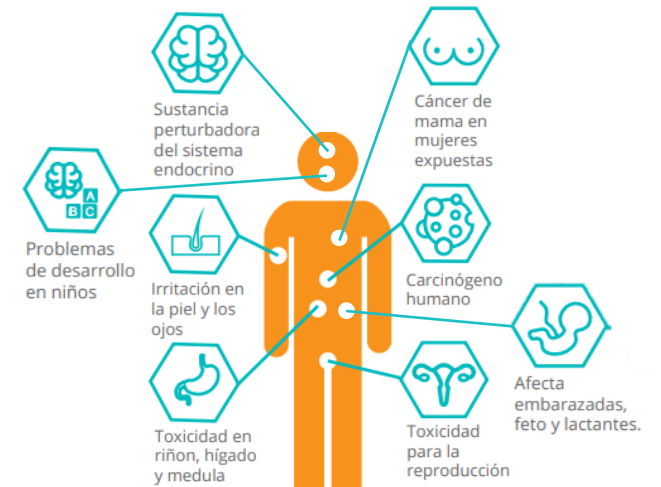 Sustancia
perturbadora
del sistema
endocrino
Cáncer de
mama en
mujeres
expuestas
A
BC
Problemas
de desarrollo
en niños
Irritación en
la piel y los
ojos
Carcinógeno
humano
Afecta
embarazadas,
feto y lactantes.
Toxicidad en
riñon, hígado
y medula
Toxicidad
para la
reproducción